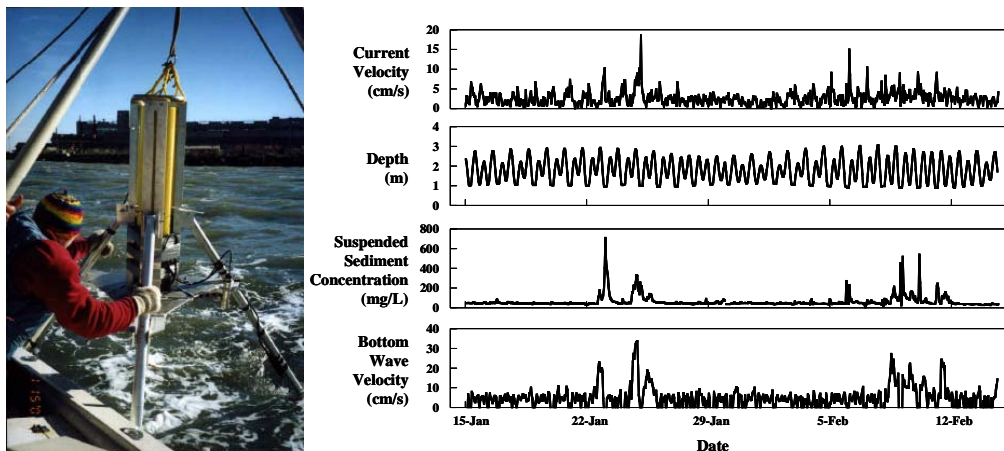 Current
Velocity
(cm/s)
20
15
10
5
0
Depth
(m)
4
3
2
1
0
Suspended
Sediment
Concentration
(mg/L)
800
600
400
200
0
Bottom
Wave
Velocity
(cm/s)
40
30
20
10
0
15-Jan 22-Jan 29-Jan 5-Feb 12-Feb
Date